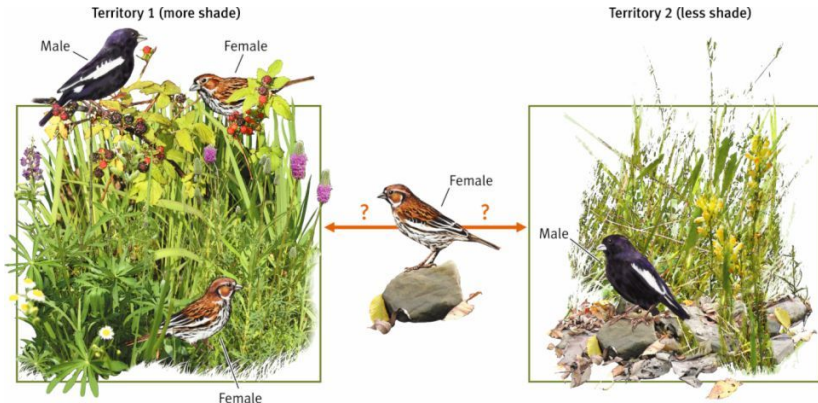 Territory 1 (more shade)
Male
Female
Female
Territory 2 (less shade)
Female
? ?
Male